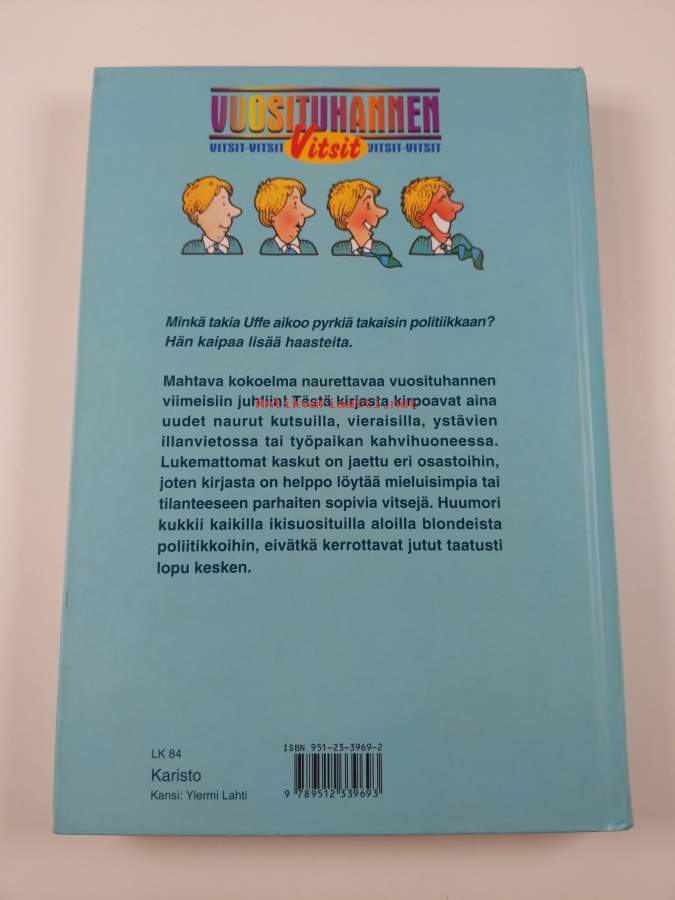 VUOSITUHANNEN
VITSIT-VITSIT Vitsit VITSIT-VITSIT
Minkä takia Uffe aikoo pyrkiä takaisin politiikkaan?
Hän kaipaa lisää haasteita.
Mahtava kokoelma naurettavaa vuosituhannen
viimeisiin juhliin! Tästä kirjasta kirpoavat aina
Antikvariaatti.net
uudet naurut kutsuilla, vieraisilla, ystävien
illanvietossa tai työpaikan kahvihuoneessa.
Lukemattomat kaskut on jaettu eri osastoihin,
joten kirjasta on helppo löytää mieluisimpia tai
tilanteeseen parhaiten sopivia vitsejä. Huumori
kukkii kaikilla ikisuosituilla aloilla blondeista
poliitikkoihin, eivätkä kerrottavat jutut taatusti
lopu kesken.
LK 84
Karisto
Kansi: Ylermi Lahti
ISBN 951-23-3969-2
9 789512 339693